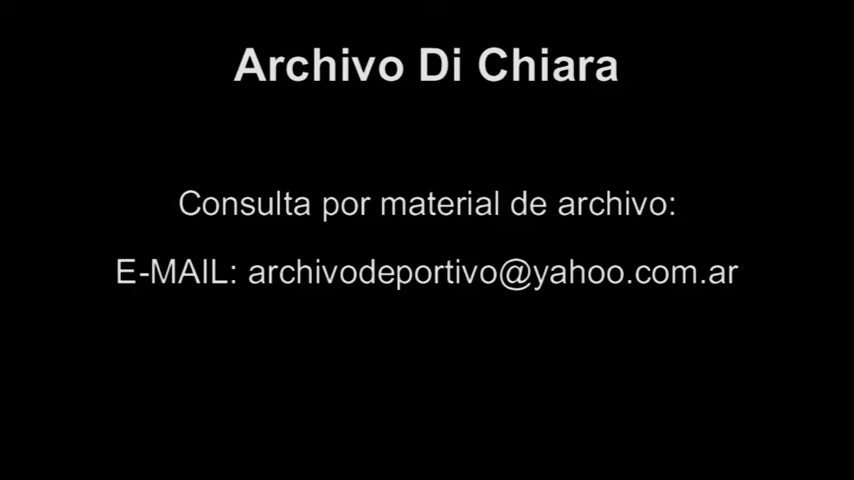 Archivo Di Chiara
Consulta por material de archivo:
E-MAIL: archivodeportivo@yahoo.com.ar